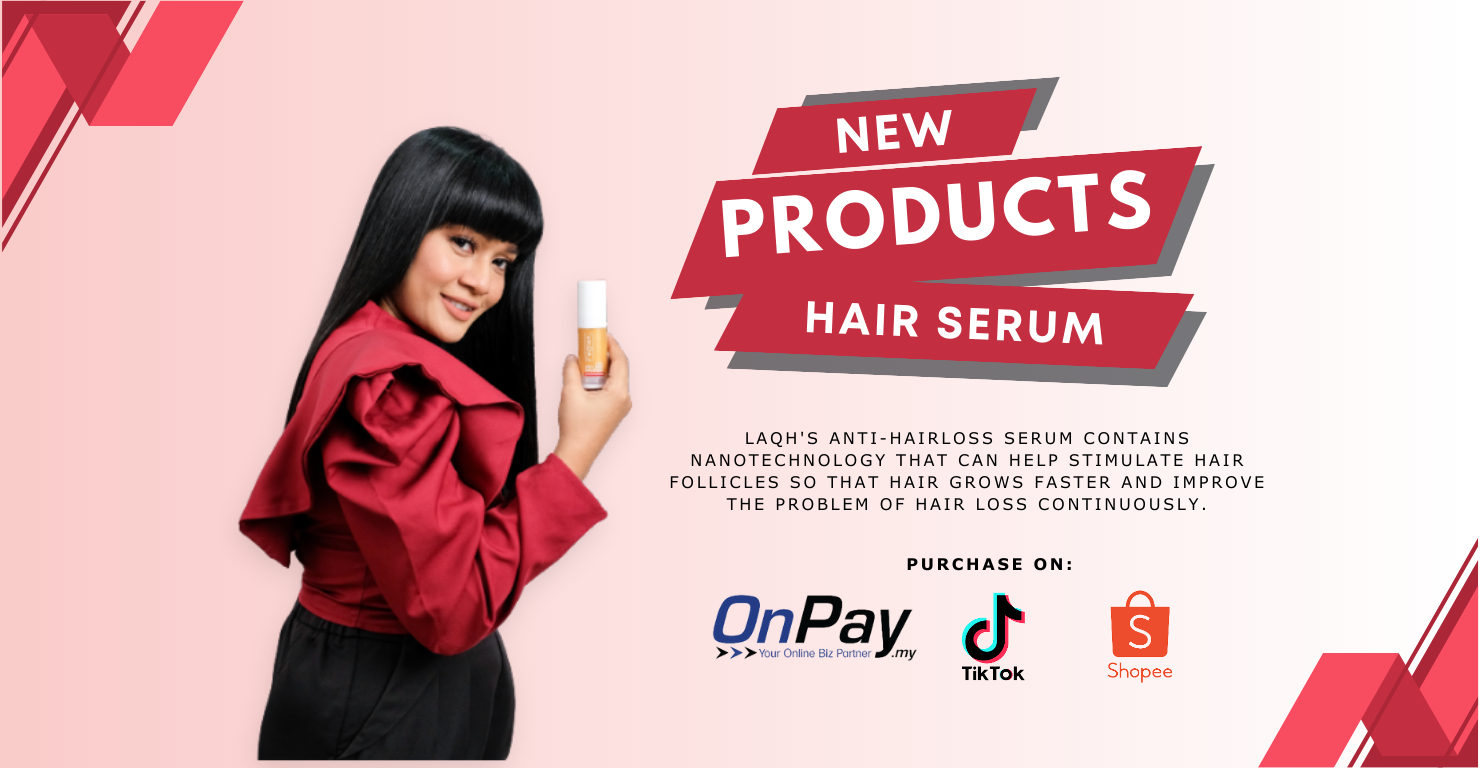 NEW
PRODUCTS
HAIR SERUM
LAQH'S ANTI-HAIRLOSS SERUM CONTAINS
NANOTECHNOLOGY THAT CAN HELP STIMULATE HAIR
FOLLICLES SO THAT HAIR GROWS FASTER AND IMPROVE
THE PROBLEM OF HAIR LOSS CONTINUOUSLY.
PURCHASE ON:
OnPay.my
Your Online Biz Partner
TikTok
S
Shopee